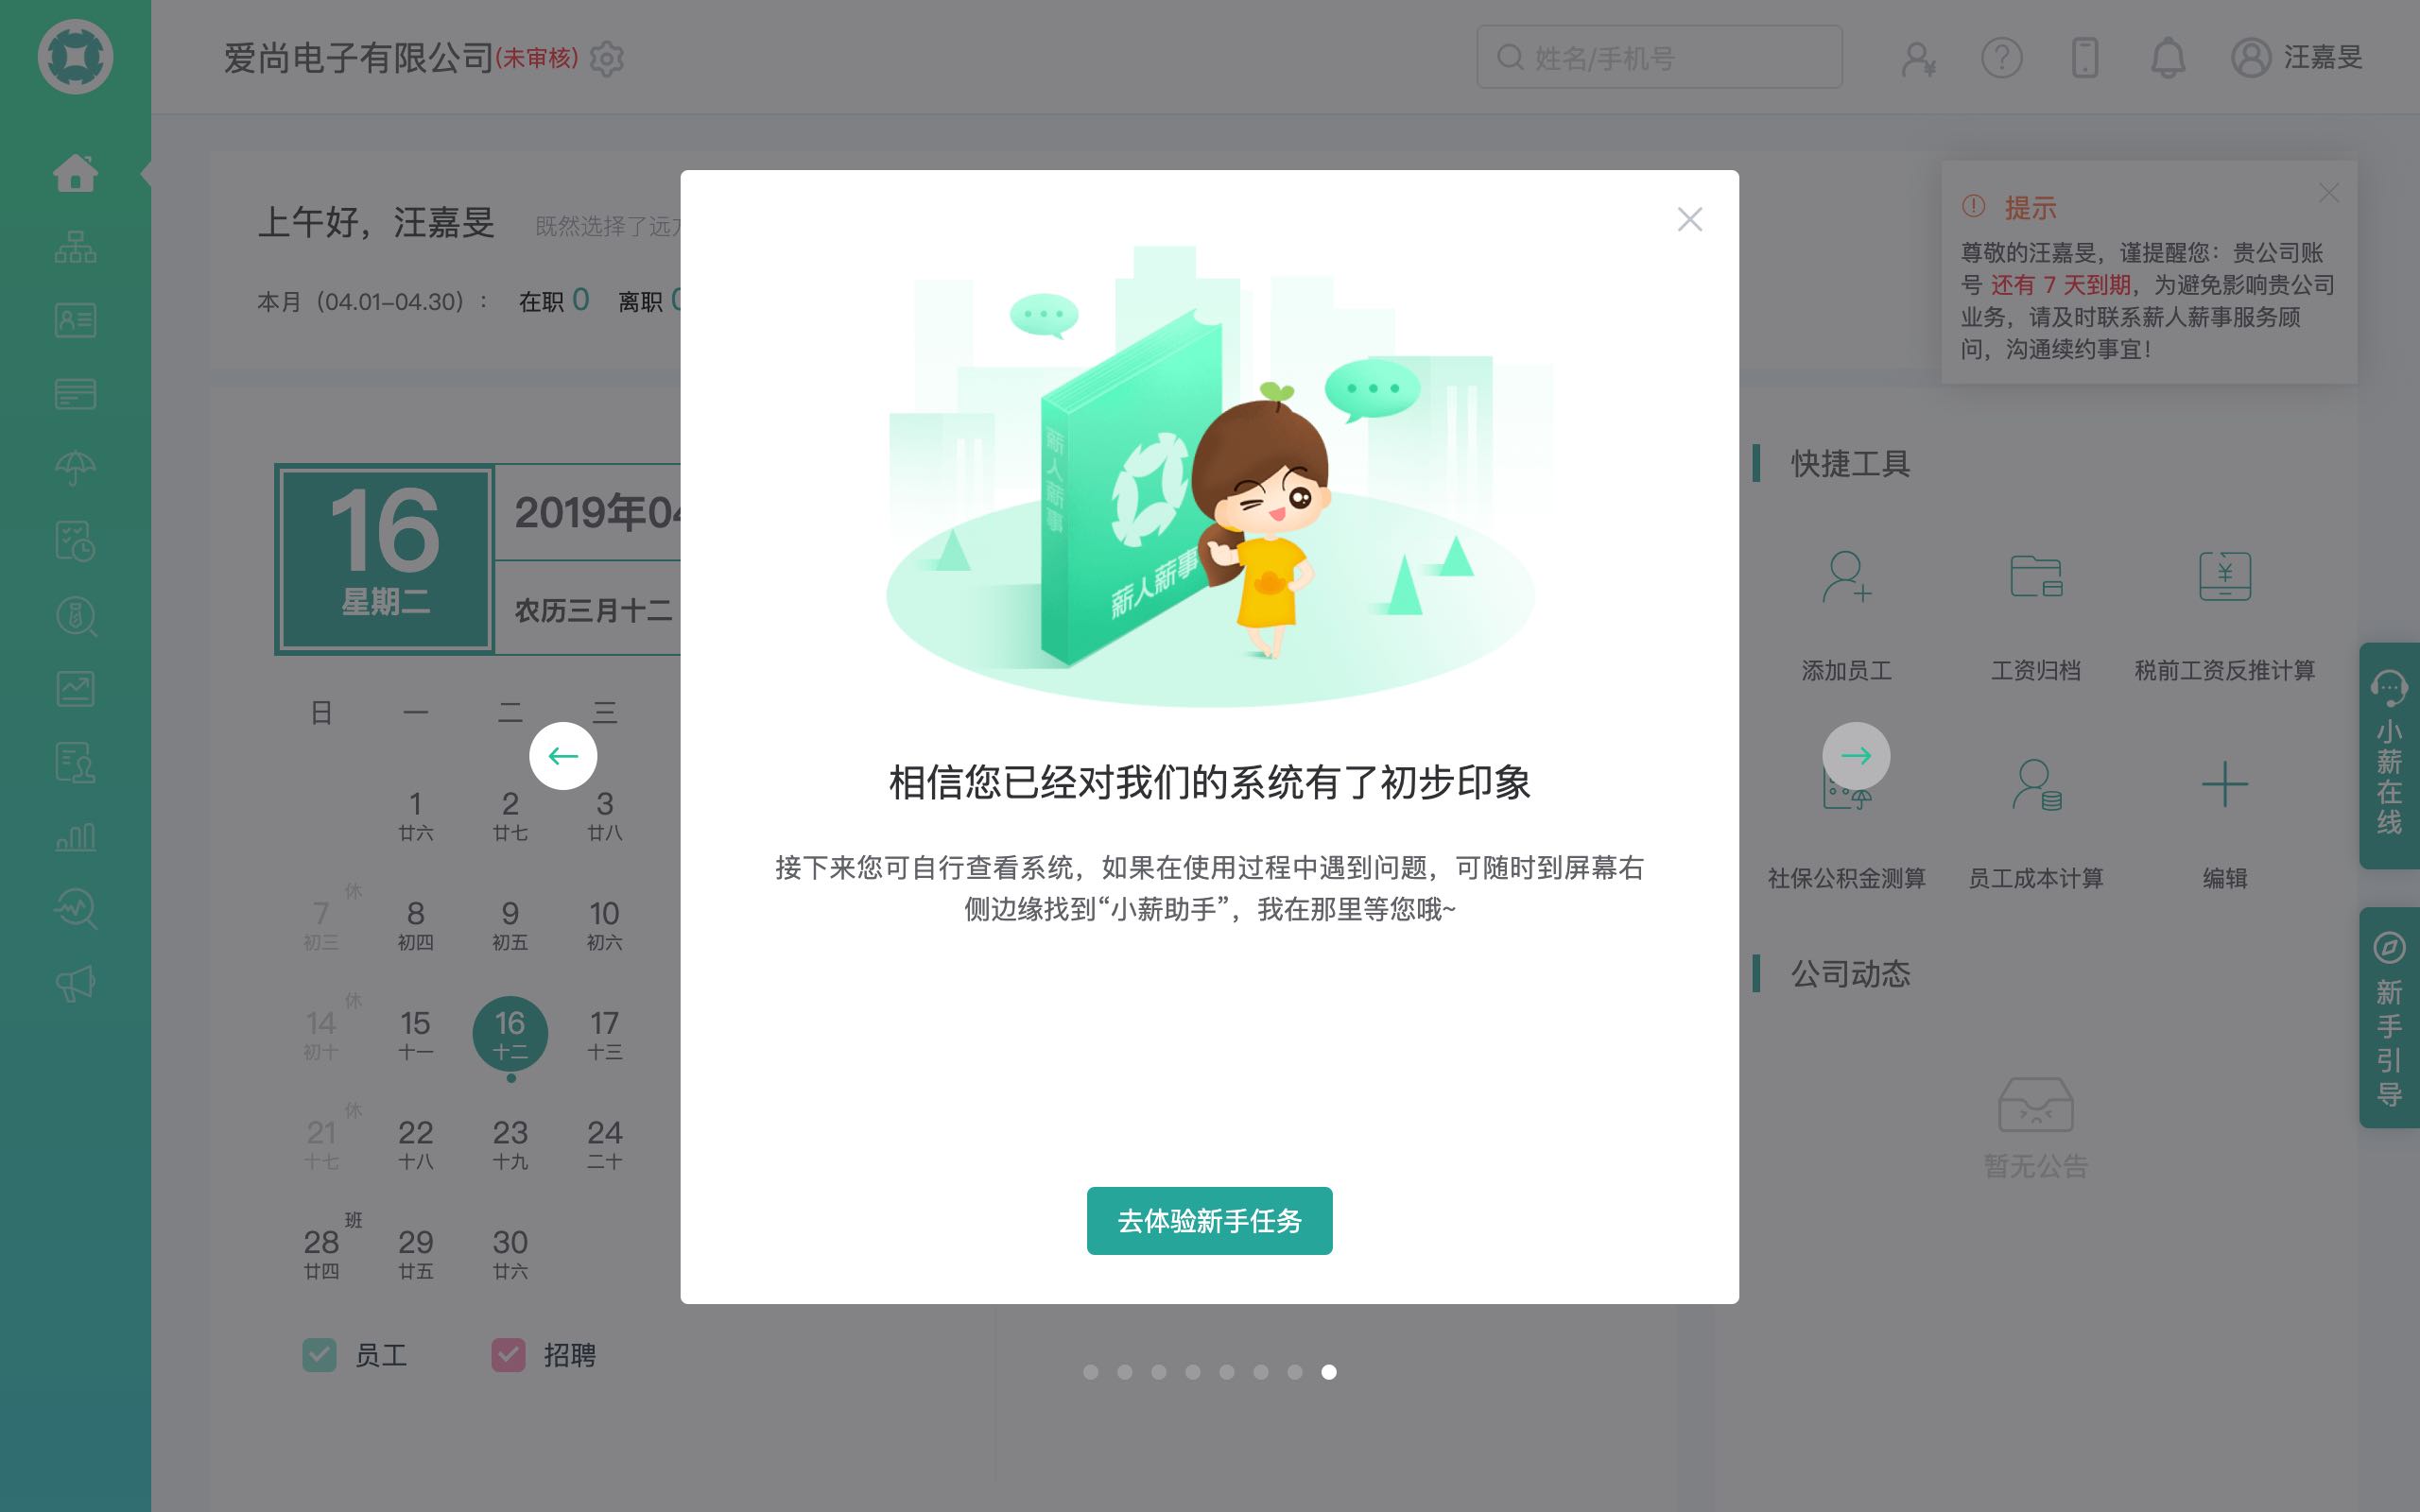 爱尚电子有限公司(未审核)
姓名/手机号
汪嘉旻
上午好，汪嘉旻
本月（04.01-04.30）：
在职 0
离职
提示
尊敬的汪嘉旻，谨提醒您：贵公司账
号 还有 7 天到期，为避免影响贵公司
业务，请及时联系薪人薪事服务顾
问，沟通续约事宜！
16
星期二
2019年04
农历三月十二
日 一 二 三
1 2 3
廿六 廿七 廿八
休
7 8 9 10
初三 初四 初五 初六
休
14 15 16 17
初十 十一 十二 十三
休
21 22 23 24
十七 十八 十九 二十
班
28 29 30
廿四 廿五 廿六
员工 招聘
薪人薪事
薪人薪事
相信您已经对我们的系统有了初步印象
接下来您可自行查看系统，如果在使用过程中遇到问题，可随时到屏幕右
侧边缘找到“小薪助手”，我在那里等您哦~
去体验新手任务
快捷工具
添加员工 工资归档 税前工资反推计算
社保公积金测算 员工成本计算 编辑
公司动态
暂无公告
小薪在线
新手引导